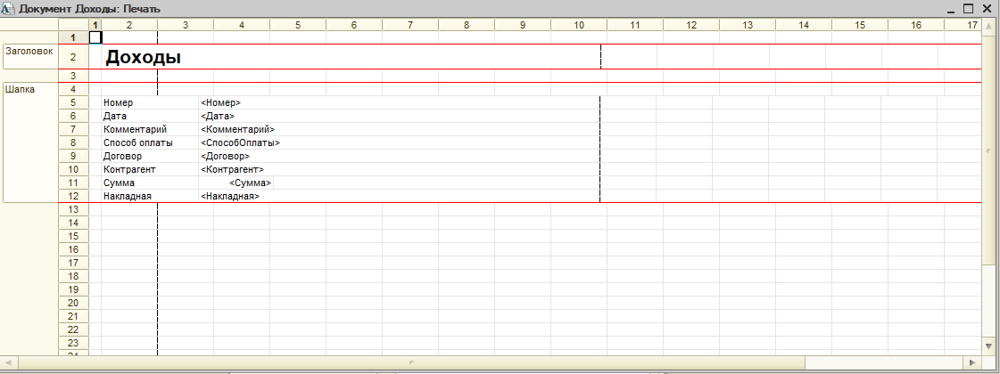 Документ Доходы: Печать
1 2 3 4 5 6 7 8 9 10 11 12 13 14 15 16 17
1
Заголовок
2 Доходы
3
Шапка
4
5 Номер <Номер>
6 Дата <Дата>
7 Комментарий <Комментарий>
8 Способ оплаты <СпособОплаты>
9 Договор <Договор>
10 Контрагент <Контрагент>
11 Сумма <Сумма>
12 Накладная <Накладная>
13
14
15
16
17
18
19
20
21
22
23